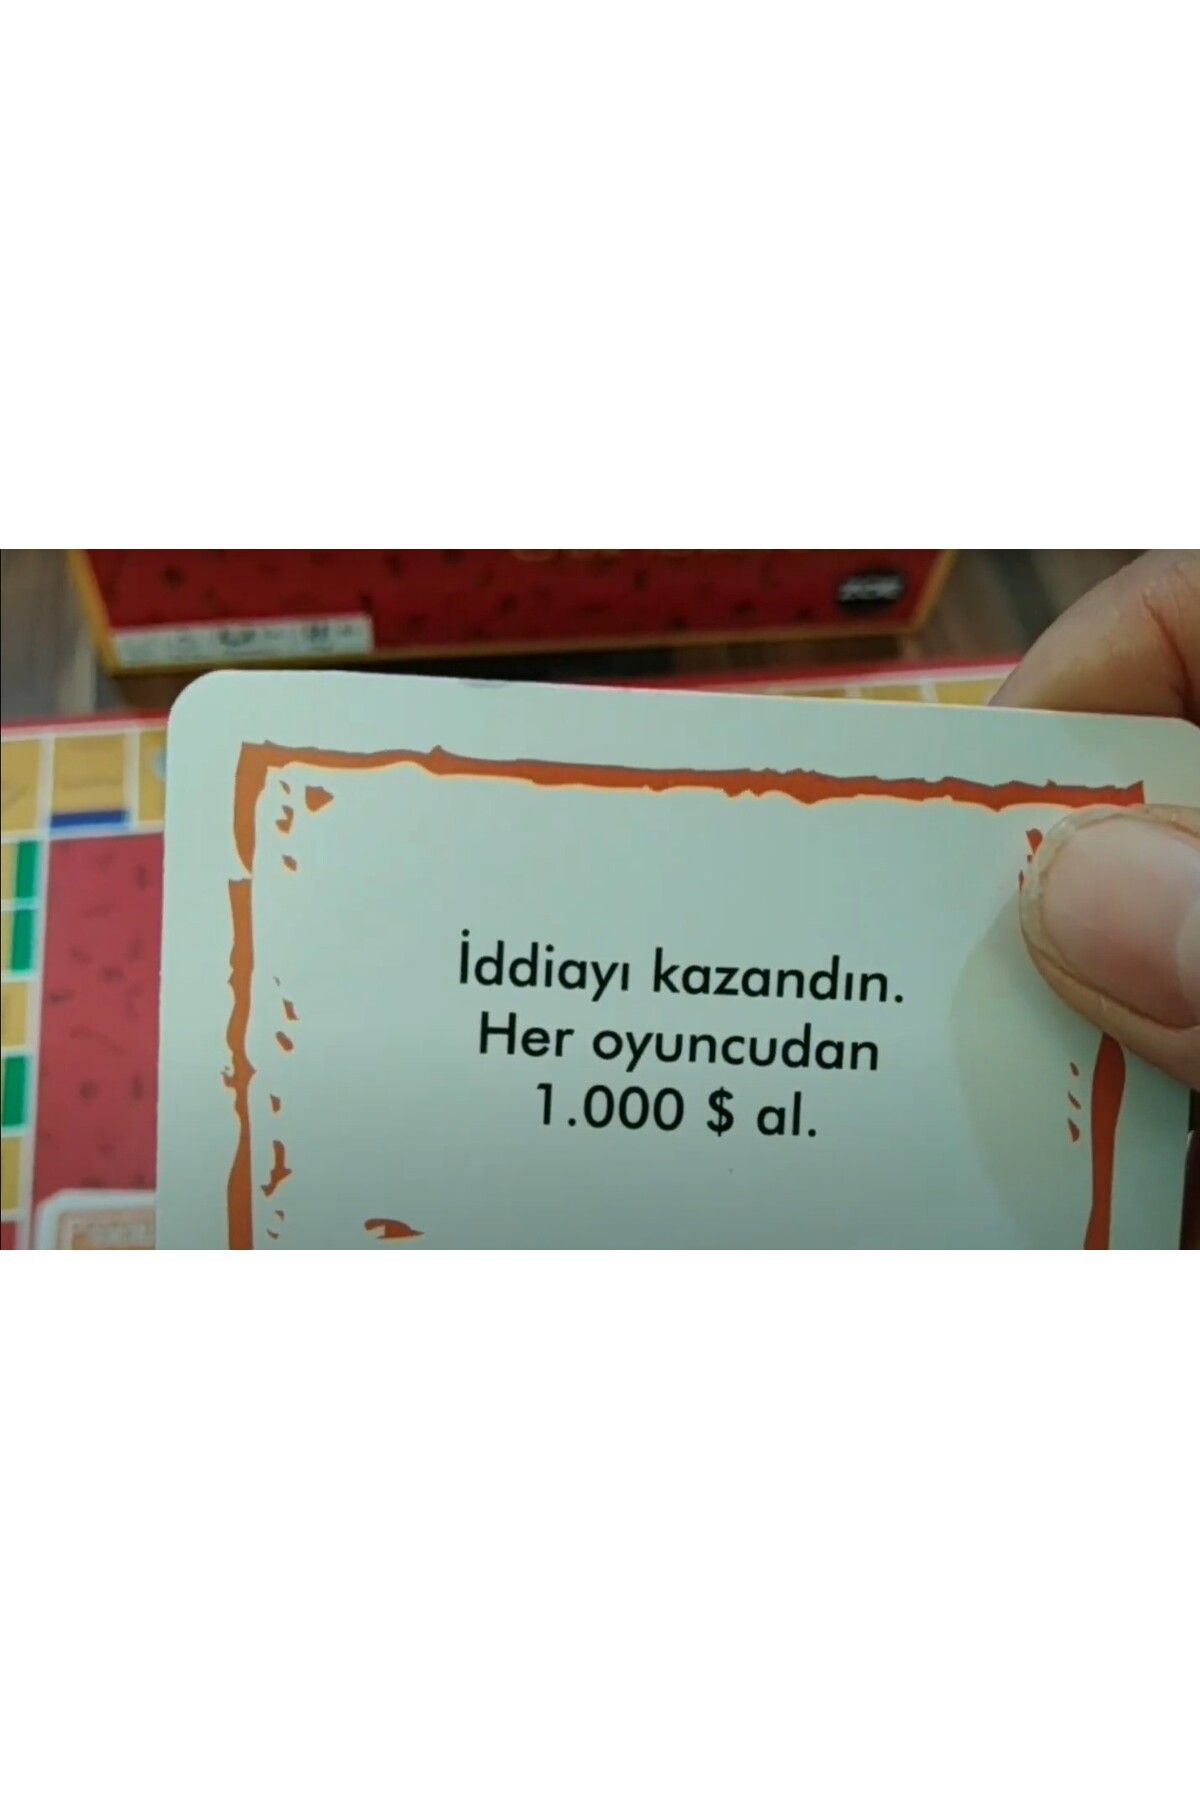 İddiayı kazandın.
Her oyuncudan
1.000 $ al.